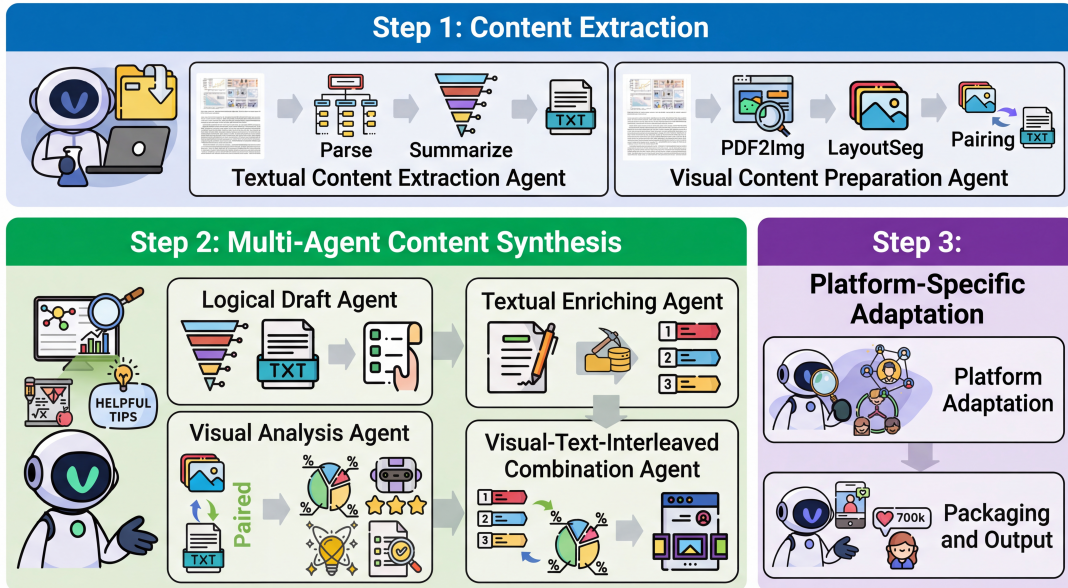 Step 1: Content Extraction
Parse
Summarize
TXT
Textual Content Extraction Agent
PDF2Img
LayoutSeg
Pairing
TXT
Visual Content Preparation Agent
Step 2: Multi-Agent Content Synthesis
HELPFUL
TIPS
√x
Logical Draft Agent
TXT
Textual Enriching Agent
1
2
3
Visual Analysis Agent
Paired
TXT
%
%
%
%
Visual-Text-Interleaved
Combination Agent
1
2
3
%
%
%
%
Step 3:
Platform-Specific
Adaptation
Platform
Adaptation
700k
Packaging
and Output